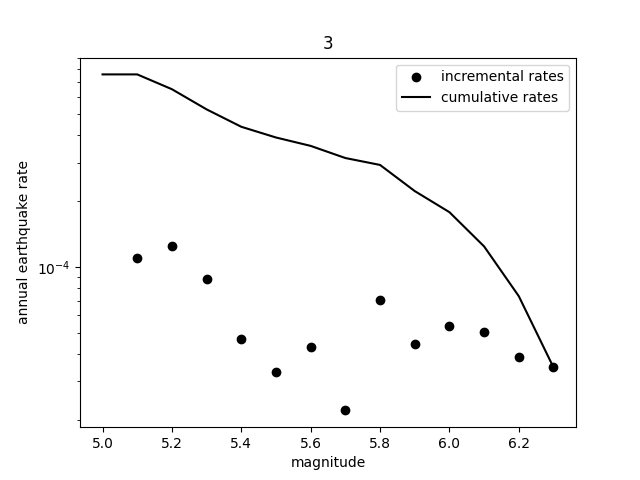 3
incremental rates
cumulative rates
annual earthquake rate
10⁻⁴
5.0 5.2 5.4 5.6 5.8 6.0 6.2
magnitude